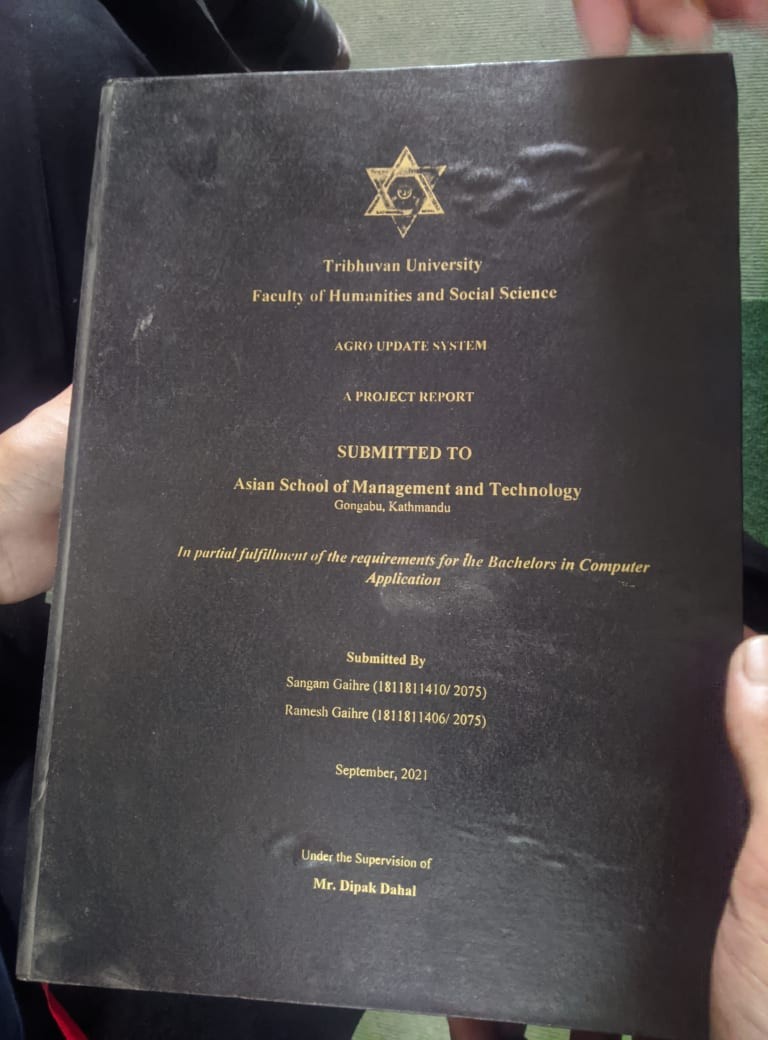 Tribhuvan University
Faculty of Humanities and Social Science
AGRO UPDATE SYSTEM
A PROJECT REPORT
SUBMITTED TO
Asian School of Management and Technology
Gongabu, Kathmandu
In partial fulfillment of the requirements for the Bachelors in Computer
Application
Submitted By
Sangam Gaihre (1811811410/ 2075)
Ramesh Gaihre (1811811406/ 2075)
September, 2021
Under the Supervision of
Mr. Dipak Dahal